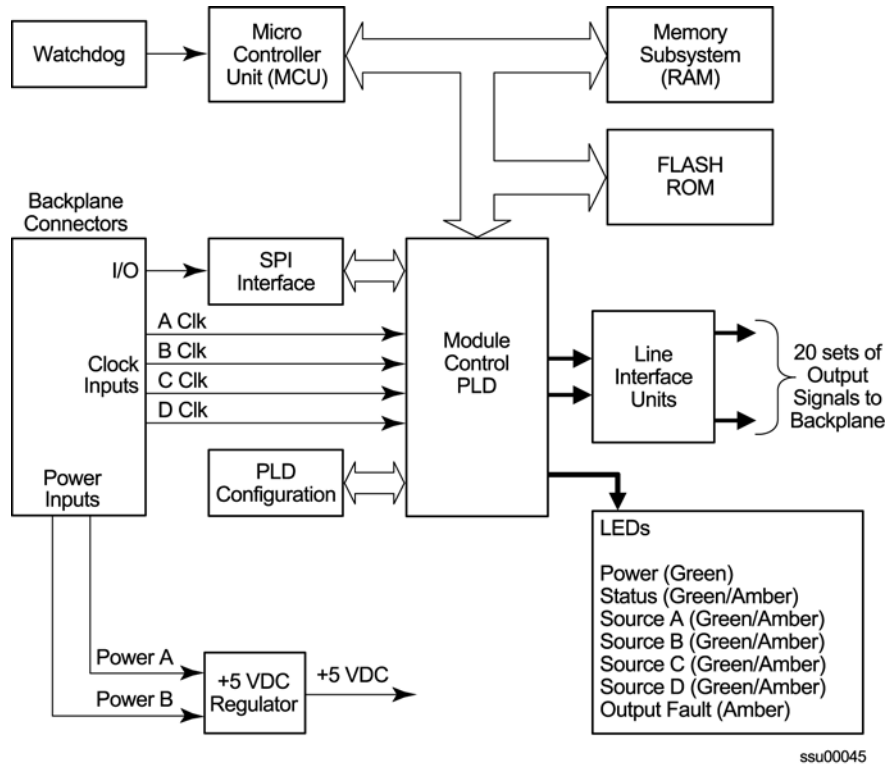 Watchdog
Micro
Controller
Unit (MCU)
Memory
Subsystem
(RAM)
FLASH
ROM
Backplane
Connectors
I/O
SPI
Interface
A Clk
B Clk
C Clk
D Clk
Clock
Inputs
Module
Control
PLD
Line
Interface
Units
20 sets of
Output
Signals to
Backplane
PLD
Configuration
Power
Inputs
LEDs
Power (Green)
Status (Green/Amber)
Source A (Green/Amber)
Source B (Green/Amber)
Source C (Green/Amber)
Source D (Green/Amber)
Output Fault (Amber)
Power A
Power B
+5 VDC
Regulator
+5 VDC
ssu00045